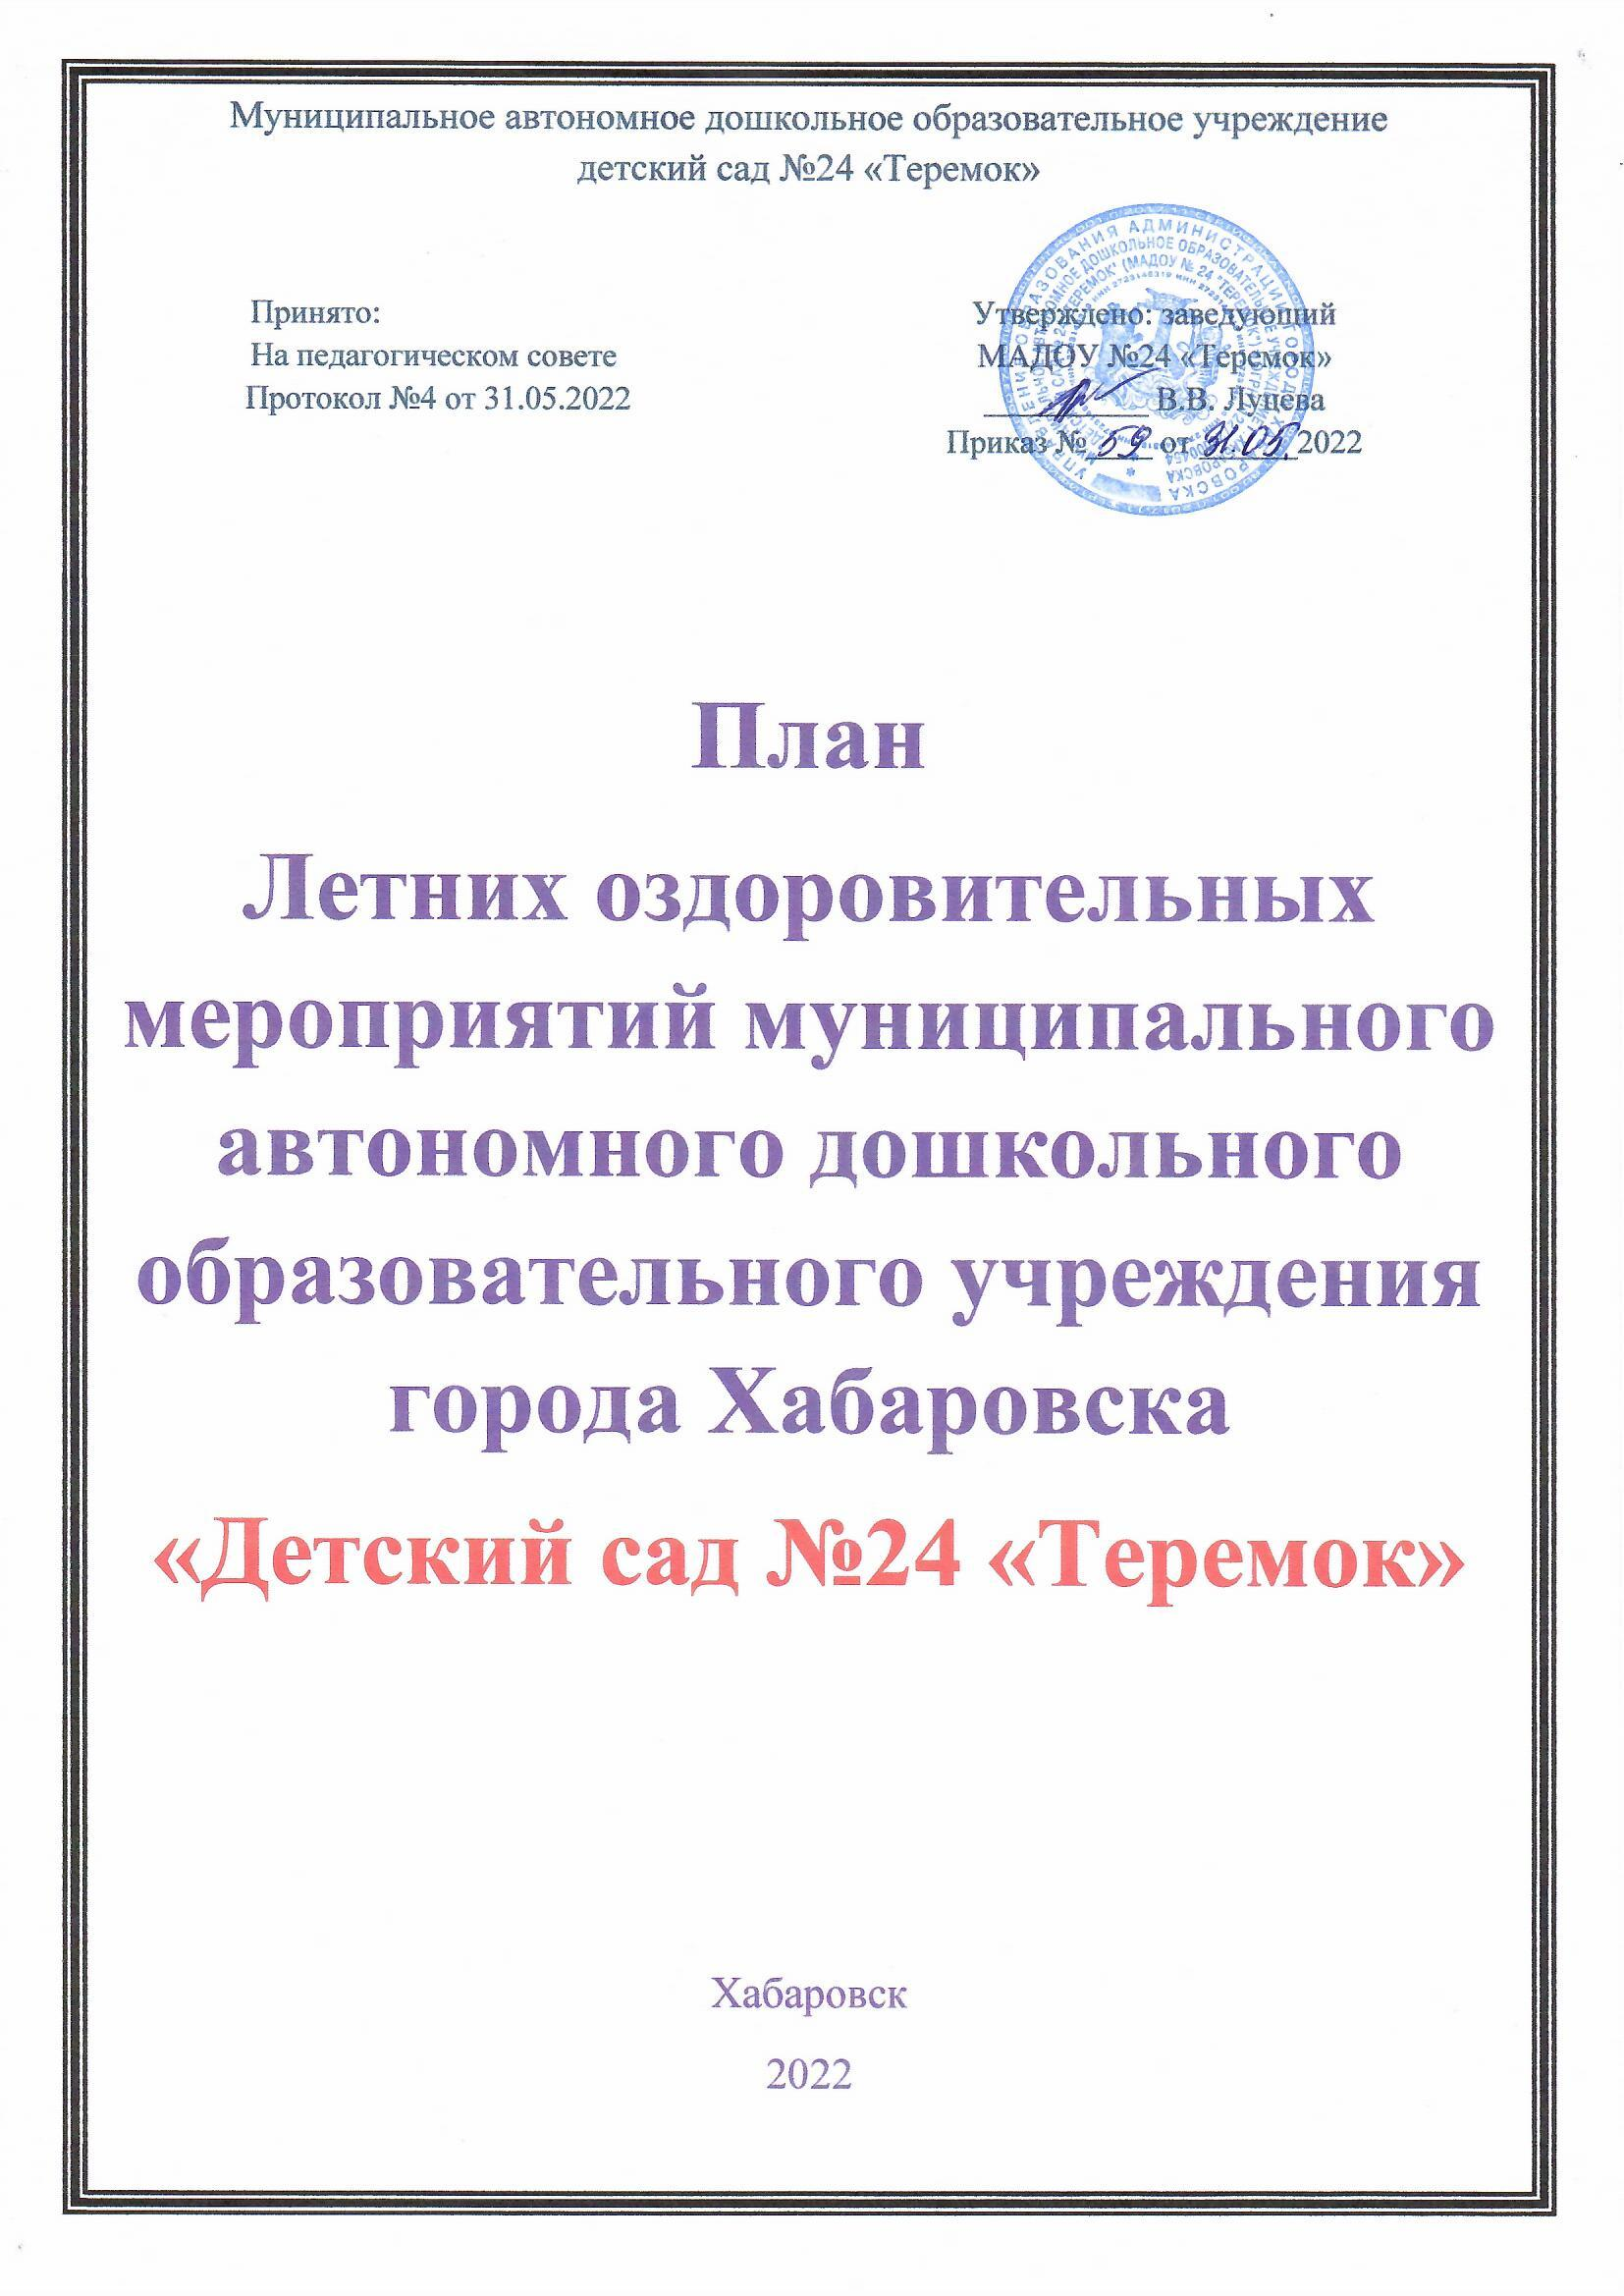 Муниципальное автономное дошкольное образовательное учреждение
детский сад №24 «Теремок»
Принято:
На педагогическом совете
Протокол №4 от 31.05.2022
Утверждено: заведующий
МАДОУ №24 «Теремок»
__________ В.В. Луцева
Приказ № 59 от 31.05.2022
План
Летних оздоровительных
мероприятий муниципального
автономного дошкольного
образовательного учреждения
города Хабаровска
«Детский сад №24 «Теремок»
Хабаровск
2022